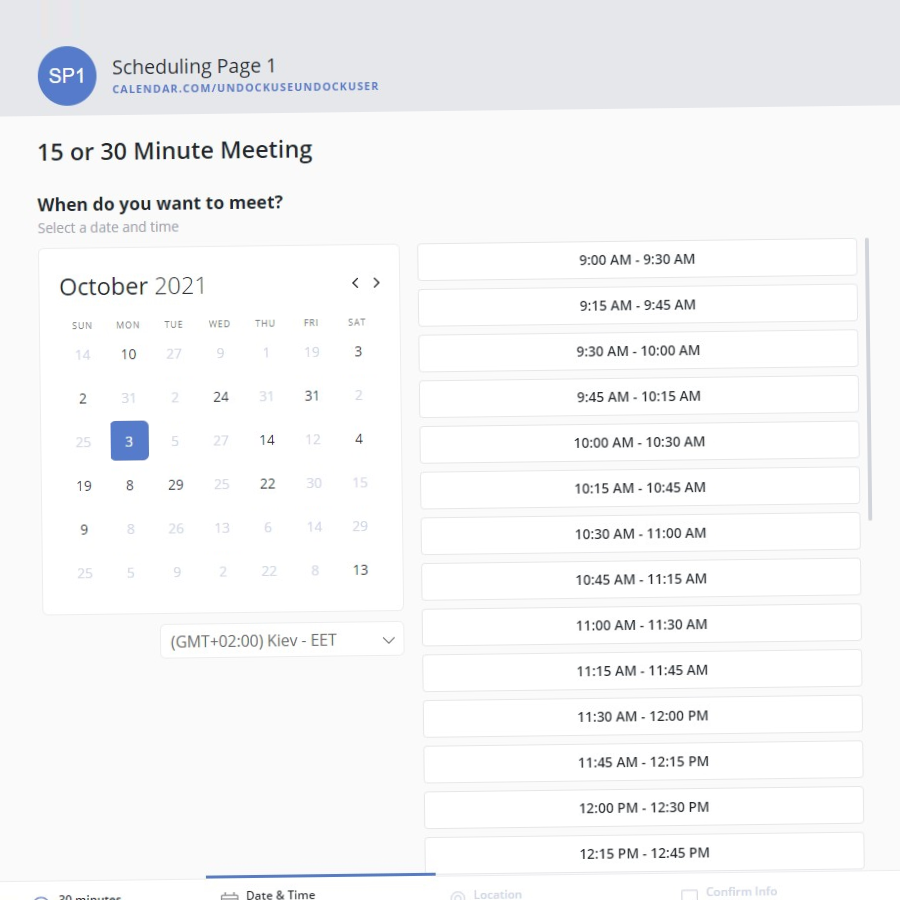 SP1
Scheduling Page 1
CALENDAR.COM/UNDOCKUSEUNDOCKUSER
15 or 30 Minute Meeting
When do you want to meet?
Select a date and time
October 2021
SUN MON TUE WED THU FRI SAT
14 10 27 9 1 19 3
2 31 2 24 31 31 2
25 3 5 27 14 12 4
19 8 29 25 22 30 15
9 8 26 13 6 14 29
25 5 9 2 22 8 13
(GMT+02:00) Kiev - EET
9:00 AM - 9:30 AM
9:15 AM - 9:45 AM
9:30 AM - 10:00 AM
9:45 AM - 10:15 AM
10:00 AM - 10:30 AM
10:15 AM - 10:45 AM
10:30 AM - 11:00 AM
10:45 AM - 11:15 AM
11:00 AM - 11:30 AM
11:15 AM - 11:45 AM
11:30 AM - 12:00 PM
11:45 AM - 12:15 PM
12:00 PM - 12:30 PM
12:15 PM - 12:45 PM
30 minutes
Date & Time
Location
Confirm Info